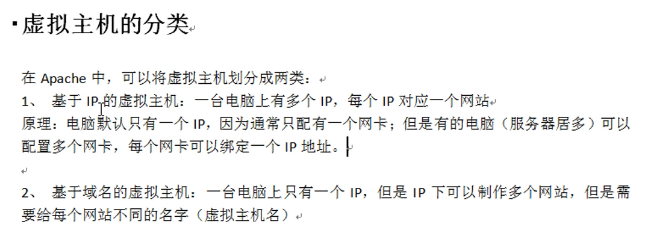 虚拟主机的分类
在 Apache 中，可以将虚拟主机划分成两类：
1、 基于 IP 的虚拟主机：一台电脑上有多个 IP，每个 IP 对应一个网站
原理：电脑默认只有一个 IP，因为通常只配有一个网卡；但是有的电脑（服务器居多）可以
配置多个网卡，每个网卡可以绑定一个 IP 地址。
2、 基于域名的虚拟主机：一台电脑上只有一个 IP，但是 IP 下可以制作多个网站，但是需
要给每个网站不同的名字（虚拟主机名）